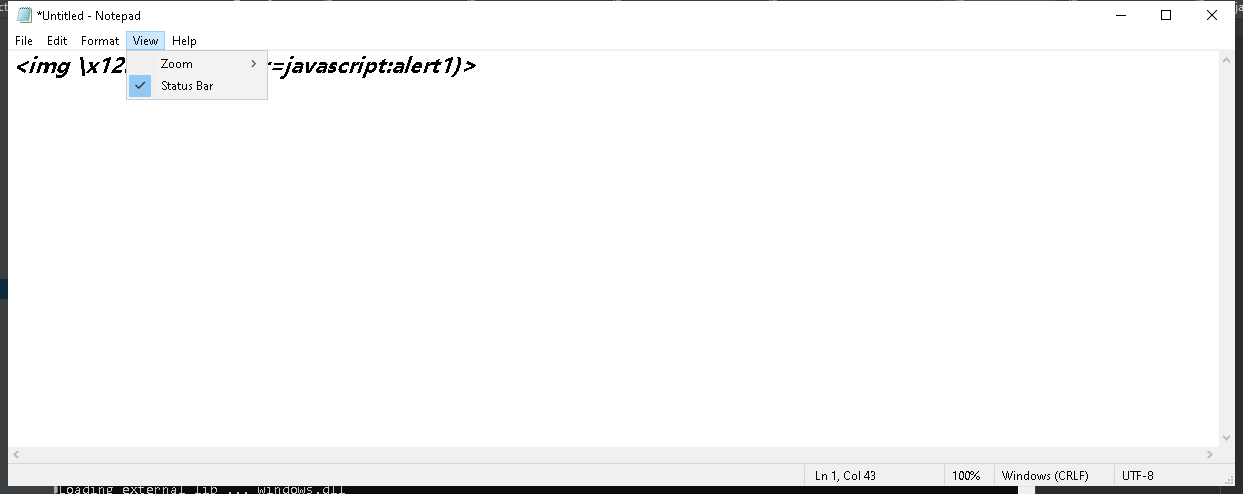 *Untitled - Notepad
File Edit Format View Help
<img \x12 =javascript:alert1)>
Zoom
Status Bar
Ln 1, Col 43 100% Windows (CRLF) UTF-8
Loading external lib ... windows.dll